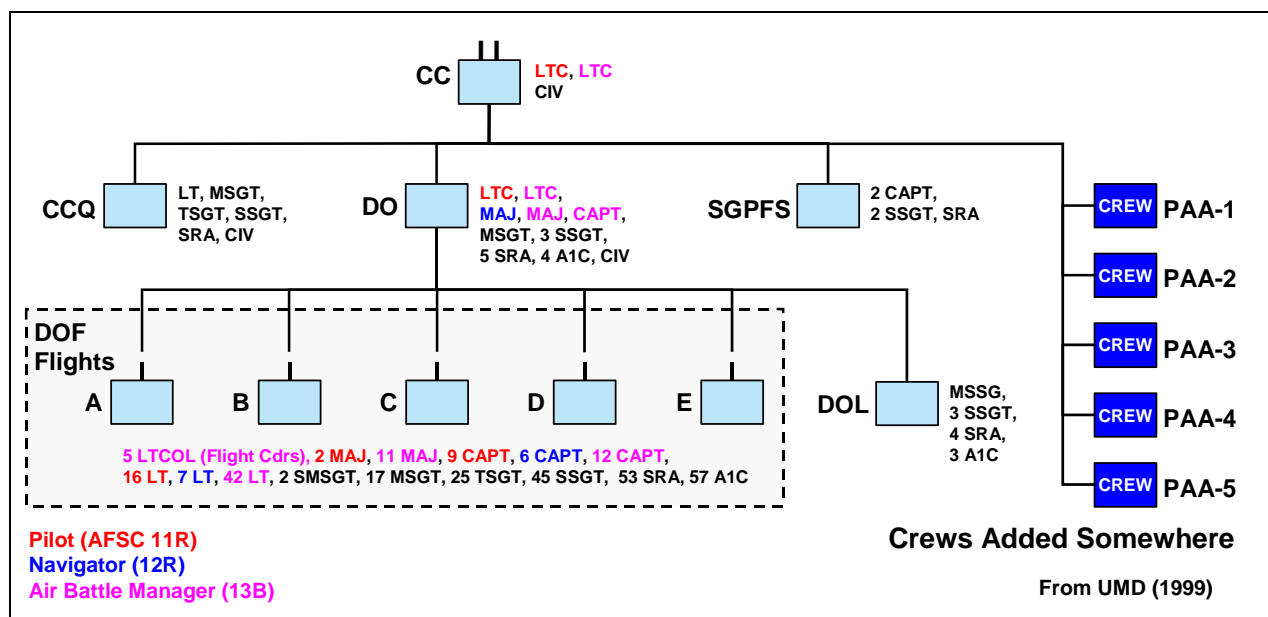 CC
LTC, LTC
CIV
CCQ
LT, MSGT,
TSGT, SSGT,
SRA, CIV
DO
LTC, LTC,
MAJ, MAJ, CAPT,
MSGT, 3 SSGT,
5 SRA, 4 A1C, CIV
SGPFS
2 CAPT,
2 SSGT, SRA
CREW PAA-1
CREW PAA-2
CREW PAA-3
CREW PAA-4
CREW PAA-5
DOF
Flights
A
B
C
D
E
5 LTCOL (Flight Cdrs), 2 MAJ, 11 MAJ, 9 CAPT, 6 CAPT, 12 CAPT,
16 LT, 7 LT, 42 LT, 2 SMSGT, 17 MSGT, 25 TSGT, 45 SSGT, 53 SRA, 57 A1C
DOL
MSSG,
3 SSGT,
4 SRA,
3 A1C
Pilot (AFSC 11R)
Navigator (12R)
Air Battle Manager (13B)
Crews Added Somewhere
From UMD (1999)